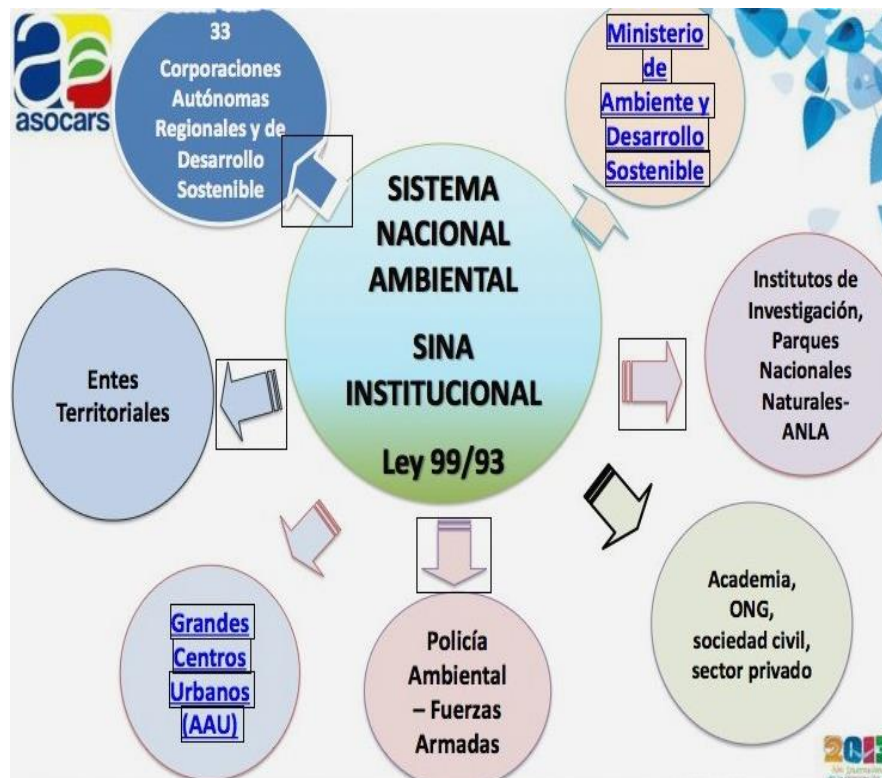 asocars
33
Corporaciones
Autónomas
Regionales y de
Desarrollo
Sostenible
Ministerio
de
Ambiente y
Desarrollo
Sostenible
SISTEMA
NACIONAL
AMBIENTAL
SINA
INSTITUCIONAL
Ley 99/93
Institutos de
Investigación,
Parques
Nacionales
Naturales-
ANLA
Entes
Territoriales
Academia,
ONG,
sociedad civil,
sector privado
Grandes
Centros
Urbanos
(AAU)
Policía
Ambiental
– Fuerzas
Armadas